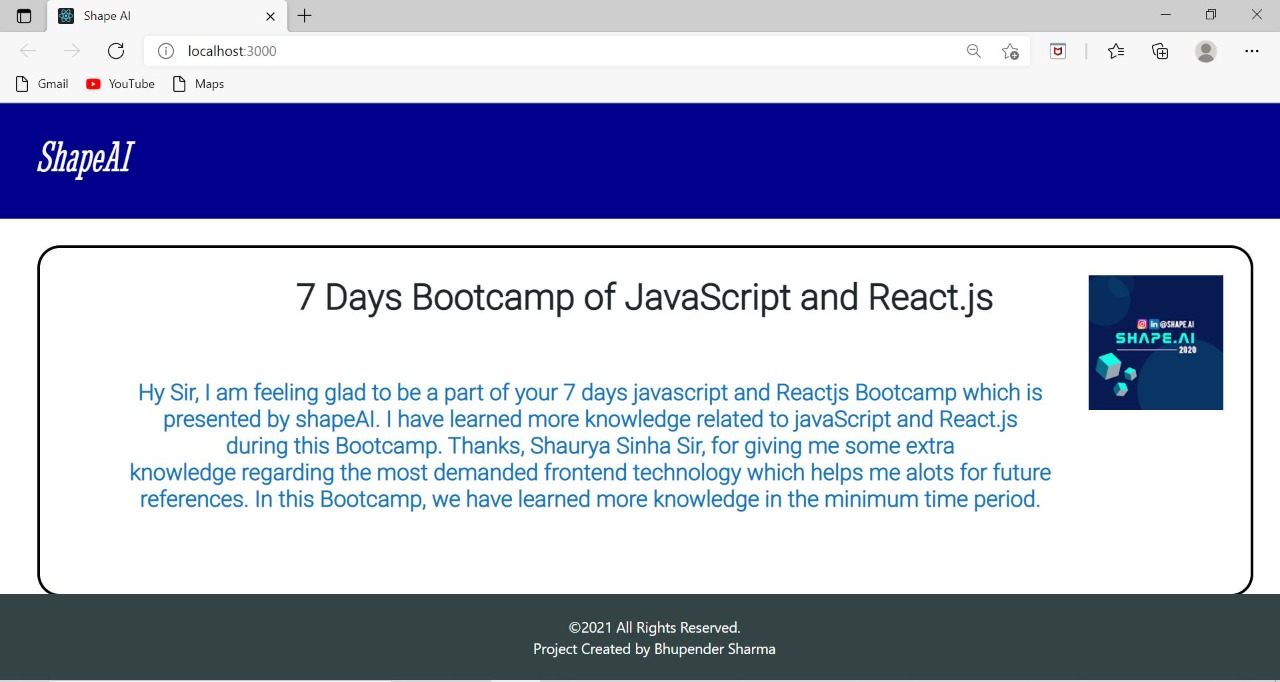 Shape AI
localhost:3000
Gmail YouTube Maps
ShapeAI
7 Days Bootcamp of JavaScript and React.js
@SHAPE.AI
SHAPE.AI
2020
Hy Sir, I am feeling glad to be a part of your 7 days javascript and Reactjs Bootcamp which is
presented by shapeAI. I have learned more knowledge related to javaScript and React.js
during this Bootcamp. Thanks, Shaurya Sinha Sir, for giving me some extra
knowledge regarding the most demanded frontend technology which helps me alots for future
references. In this Bootcamp, we have learned more knowledge in the minimum time period.
©2021 All Rights Reserved.
Project Created by Bhupender Sharma